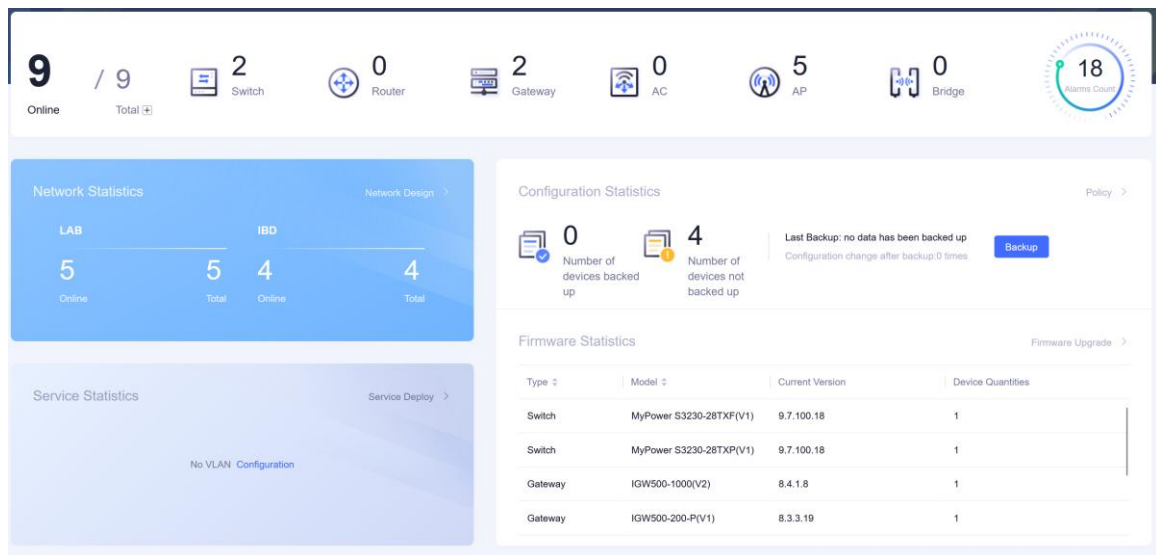 9 / 9 2 0 2 0 5 0 18
Online Total Switch Router Gateway AC AP Bridge Alarms Count
Network Statistics Network Design >
LAB IBD
5 5 4 4
Online Total Online Total
Service Statistics Service Deploy >
No VLAN Configuration
Configuration Statistics Policy >
0 Number of devices backed up
4 Number of devices not backed up
Last Backup: no data has been backed up
Configuration change after backup:0 times
Backup
Firmware Statistics Firmware Upgrade >
Type Model Current Version Device Quantities
Switch MyPower S3230-28TXF(V1) 9.7.100.18 1
Switch MyPower S3230-28TXP(V1) 9.7.100.18 1
Gateway IGW500-1000(V2) 8.4.1.8 1
Gateway IGW500-200-P(V1) 8.3.3.19 1